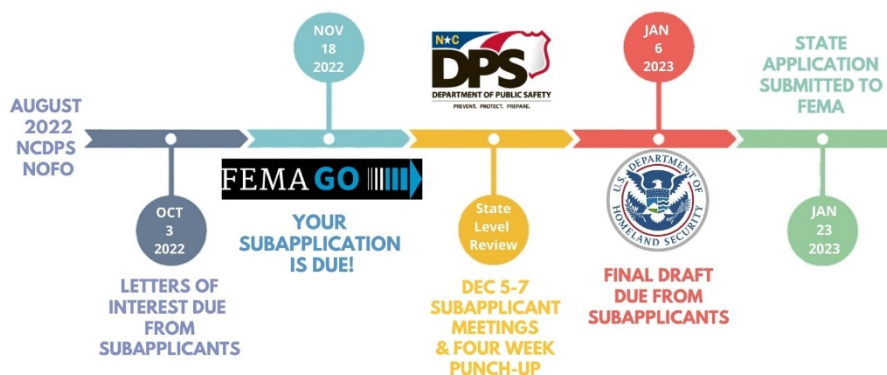 AUGUST
2022
NCDPS
NOFO
OCT
3
2022
LETTERS OF
INTEREST DUE
FROM
SUBAPPLICANTS
NOV
18
2022
FEMA GO
YOUR
SUBAPPLICATION
IS DUE!
N★C
DPS
DEPARTMENT OF PUBLIC SAFETY
PREVENT. PROTECT. PREPARE.
State
Level
Review
DEC 5-7
SUBAPPLICANT
MEETINGS
& FOUR WEEK
PUNCH-UP
JAN
6
2023
U.S. DEPARTMENT OF
HOMELAND SECURITY
FINAL DRAFT
DUE FROM
SUBAPPLICANTS
STATE
APPLICATION
SUBMITTED TO
FEMA
JAN
23
2023